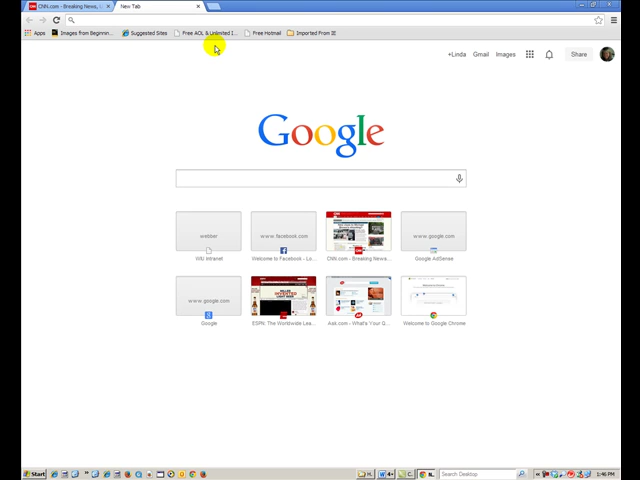 CNN.com - Breaking News,
New Tab
Apps
Images from Beginnin...
Suggested Sites
Free AOL & Unlimited I...
Free Hotmail
Imported From IE
+Linda
Gmail
Images
Share
Google
webber
www.facebook.com
www.google.com
WIU Intranet
Welcome to Facebook - Lo...
CNN.com - Breaking News...
Google AdSense
www.google.com
Google
ESPN: The Worldwide Lea...
Ask.com - What's Your Q...
Welcome to Google Chrome
Start
Search Desktop
1:46 PM